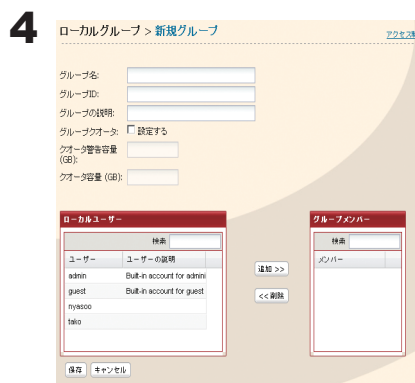 4
ローカルグループ > 新規グループ
アクセス制
グループ名:
グループID:
グループの説明:
グループクオータ: 設定する
クオータ警告容量
(GB):
クオータ容量 (GB):
ローカルユーザー
グループメンバー
検索
検索
ユーザー ユーザーの説明
メンバー
admin Built-in account for admini
guest Built-in account for guest
nyasoo
tako
追加 >>
<< 削除
保存 キャンセル